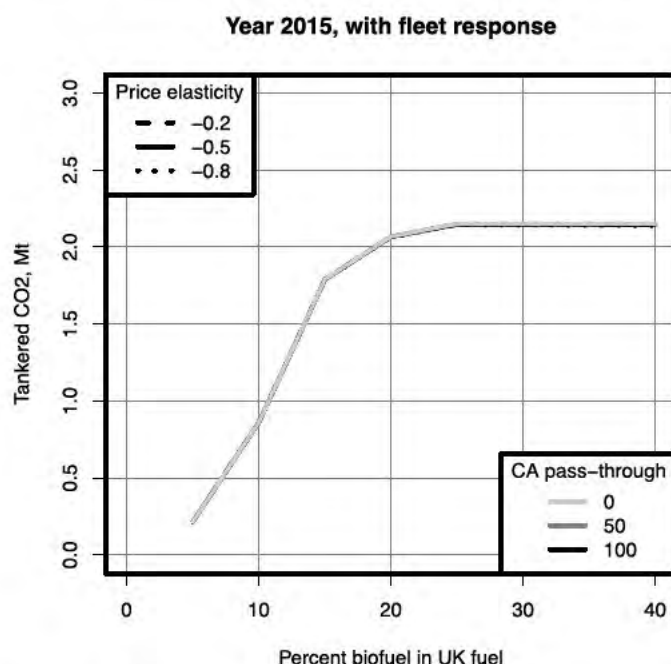 Year 2015, with fleet response
Price elasticity
−0.2
−0.5
−0.8
Tankered CO2, Mt
3.0
2.5
2.0
1.5
1.0
0.5
0.0
CA pass−through
0
50
100
0 10 20 30 40
Percent biofuel in UK fuel